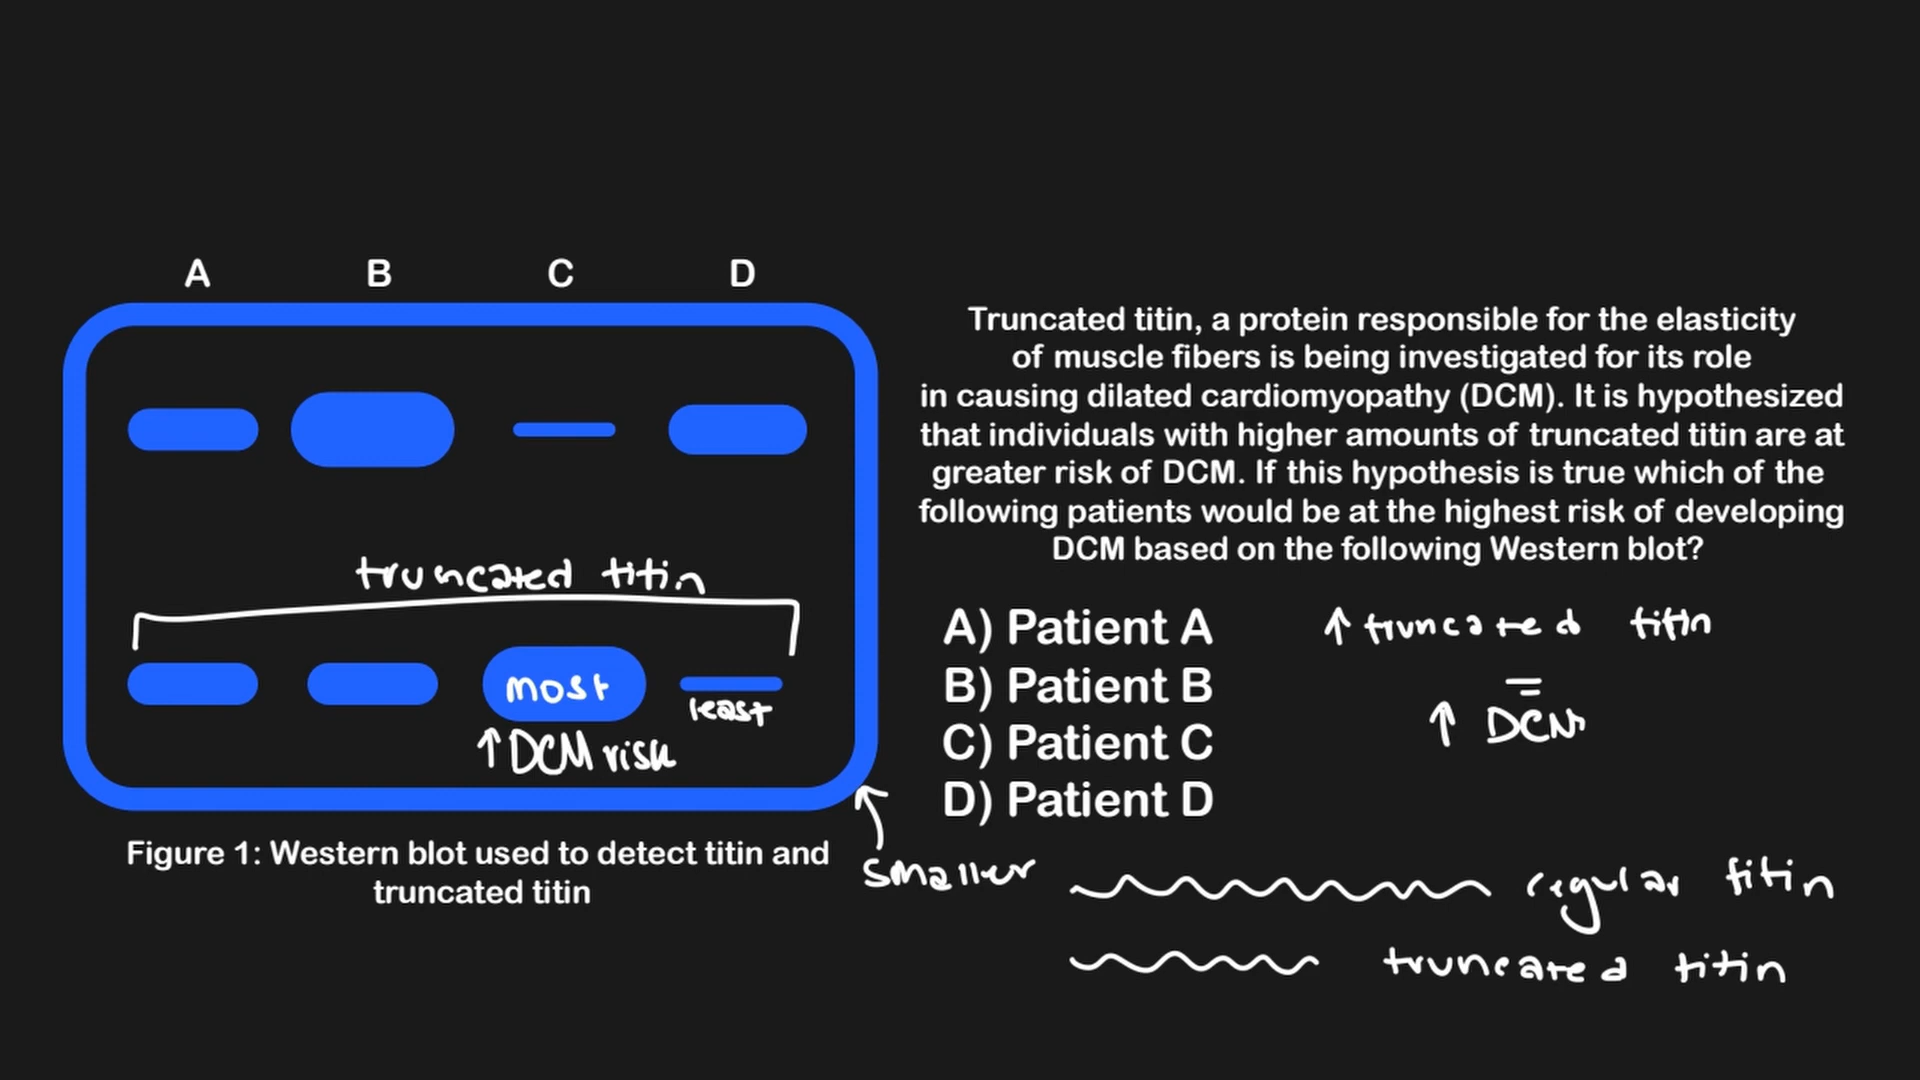 A B C D
truncated titin
most
least
↑ DCM risk
Figure 1: Western blot used to detect titin and
truncated titin
Truncated titin, a protein responsible for the elasticity
of muscle fibers is being investigated for its role
in causing dilated cardiomyopathy (DCM). It is hypothesized
that individuals with higher amounts of truncated titin are at
greater risk of DCM. If this hypothesis is true which of the
following patients would be at the highest risk of developing
DCM based on the following Western blot?
A) Patient A
B) Patient B
C) Patient C
D) Patient D
↑ truncated titin
=
↑ DCM
smaller
regular titin
truncated titin